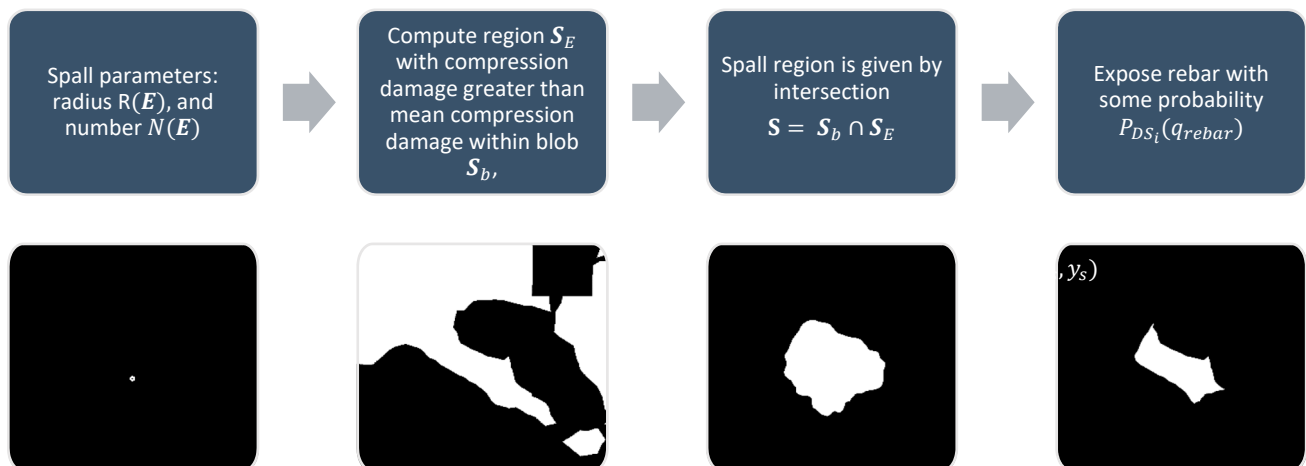 Spall parameters:
radius R(𝑬), and
number 𝑁(𝑬)
Compute region 𝑺𝐸
with compression
damage greater than
mean compression
damage within blob
𝑺𝑏,
Spall region is given by
intersection
𝐒 = 𝑺𝑏 ∩ 𝑺𝐸
Expose rebar with
some probability
𝑃𝐷𝑆𝑖(𝑞𝑟𝑒𝑏𝑎𝑟)
, 𝑦𝑠)